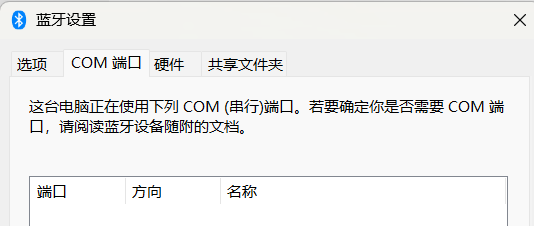 蓝牙设置
选项 COM 端口 硬件 共享文件夹
这台电脑正在使用下列 COM (串行)端口。若要确定你是否需要 COM 端
口，请阅读蓝牙设备随附的文档。
端口 方向 名称